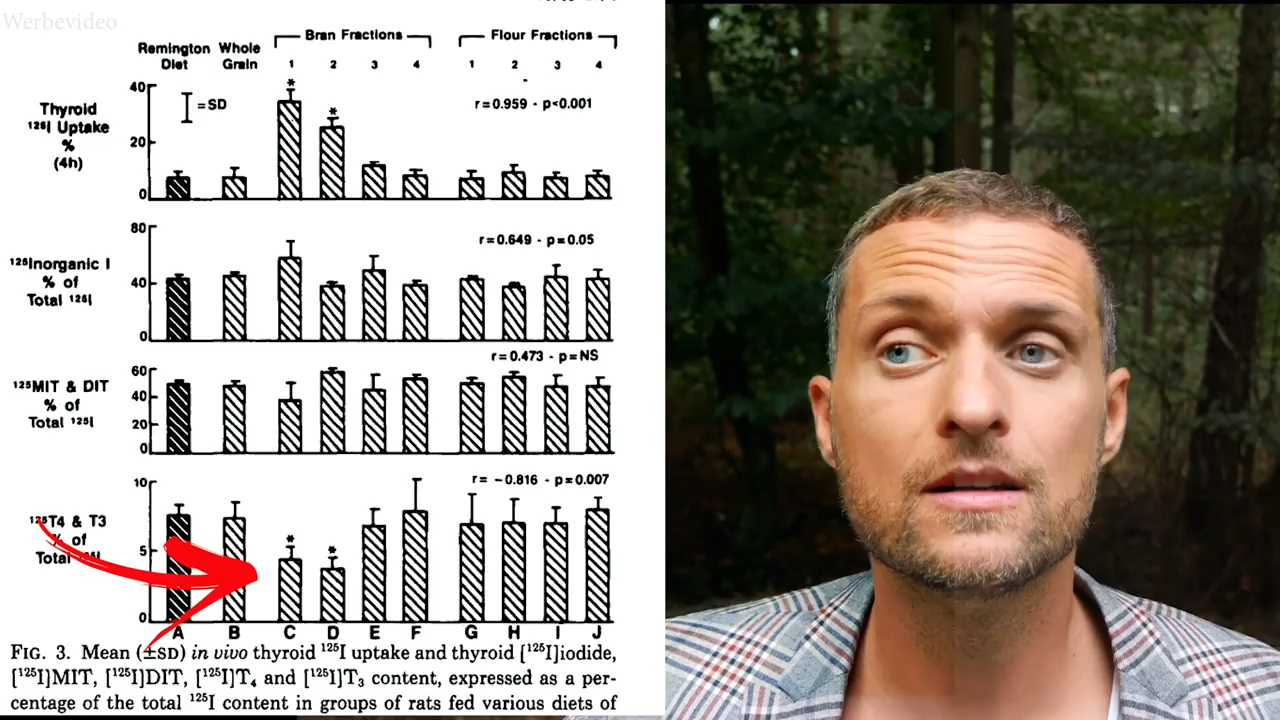 Werbevideo
Bran Fractions
Flour Fractions
Remington Diet
Whole Grain
1 2 3 4
1 2 3 4
Thyroid
¹²⁵I Uptake
%
(4h)
40
20
0
= SD
*
*
r=0.959 - p<0.001
¹²⁵Inorganic I
% of
Total ¹²⁵I
80
40
0
r=0.649 - p=0.05
¹²⁵MIT & DIT
% of
Total ¹²⁵I
60
40
20
0
r=0.473 - p=NS
¹²⁵T4 & T3
% of
Total
10
5
0
*
*
r= -0.816 - p=0.007
A B C D E F G H I J
FIG. 3. Mean (±SD) in vivo thyroid ¹²⁵I uptake and thyroid [¹²⁵I]iodide,
[¹²⁵I]MIT, [¹²⁵I]DIT, [¹²⁵I]T₄ and [¹²⁵I]T₃ content, expressed as a per-
centage of the total ¹²⁵I content in groups of rats fed various diets of